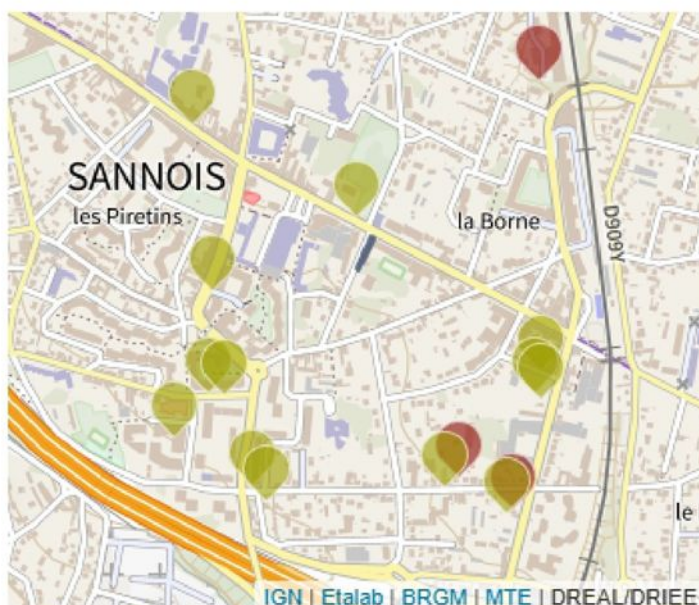 SANNOIS
les Piretins
la Borne
D909Y
le
IGN | Etalab | BRGM | MTE | DREAL/DRIEE